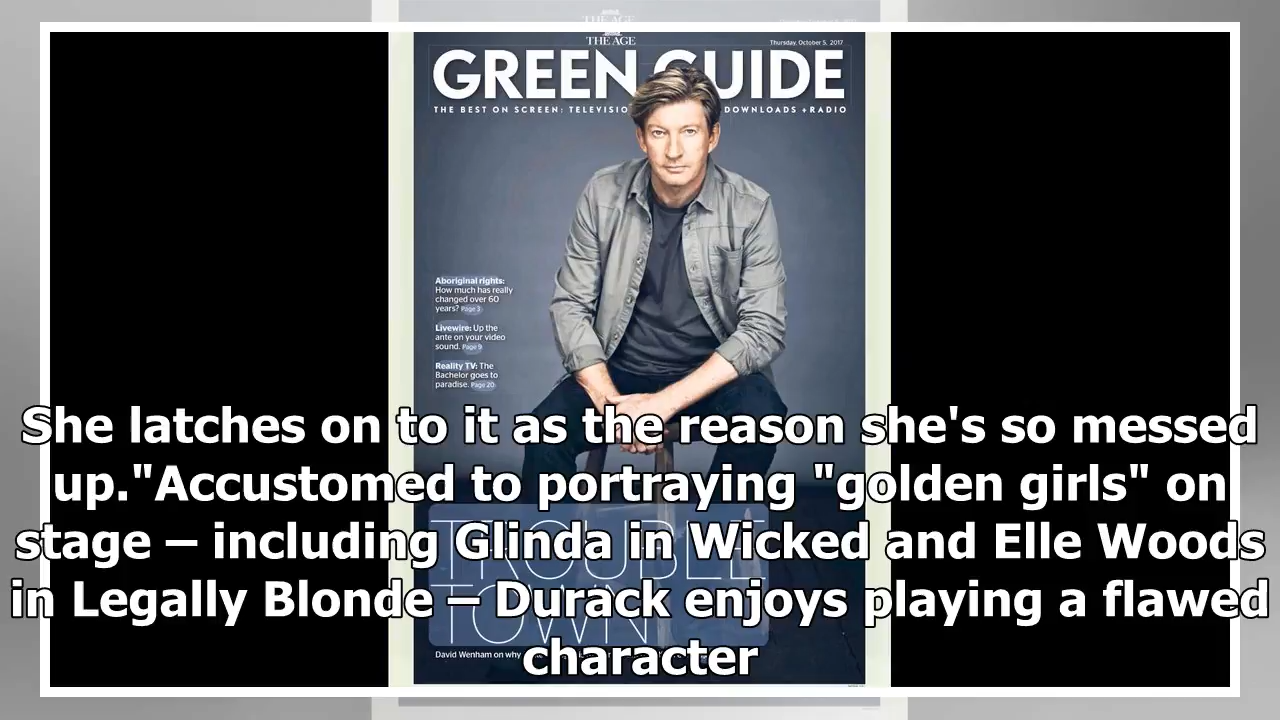 THE AGE
THE AGE
Thursday, October 5, 2017
GREEN GUIDE
THE BEST ON SCREEN: TELEVISIO DOWNLOADS + RADIO
Aboriginal rights:
How much has really
changed over 60
years? Page 3
Livewire: Up the
ante on your video
sound. Page 9
Reality TV: The
Bachelor goes to
paradise. Page 20
She latches on to it as the reason she's so messed
up."Accustomed to portraying "golden girls" on
stage – including Glinda in Wicked and Elle Woods
in Legally Blonde – Durack enjoys playing a flawed
character
TROUBLE
TOWN
David Wenham on why